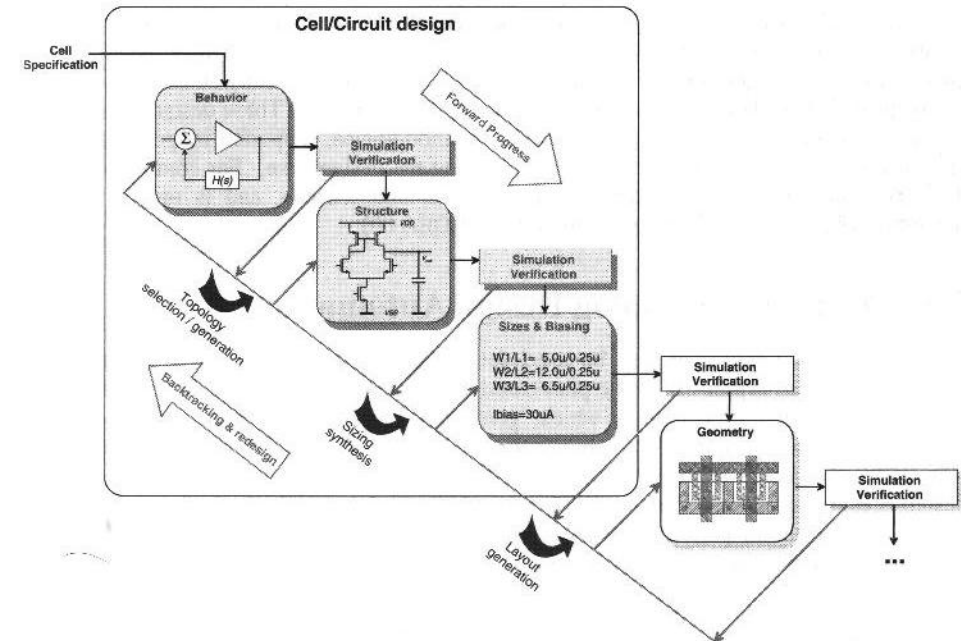 Cell/Circuit design
Cell
Specification
Behavior
Σ
H(s)
Simulation
Verification
Forward Progress
Structure
VDD
VSS
Simulation
Verification
Topology
selection / generation
Sizes & Biasing
W1/L1= 5.0u/0.25u
W2/L2=12.0u/0.25u
W3/L3= 6.5u/0.25u
Ibias=30uA
Backtracking & redesign
Sizing
synthesis
Simulation
Verification
Geometry
Simulation
Verification
Layout
generation
...